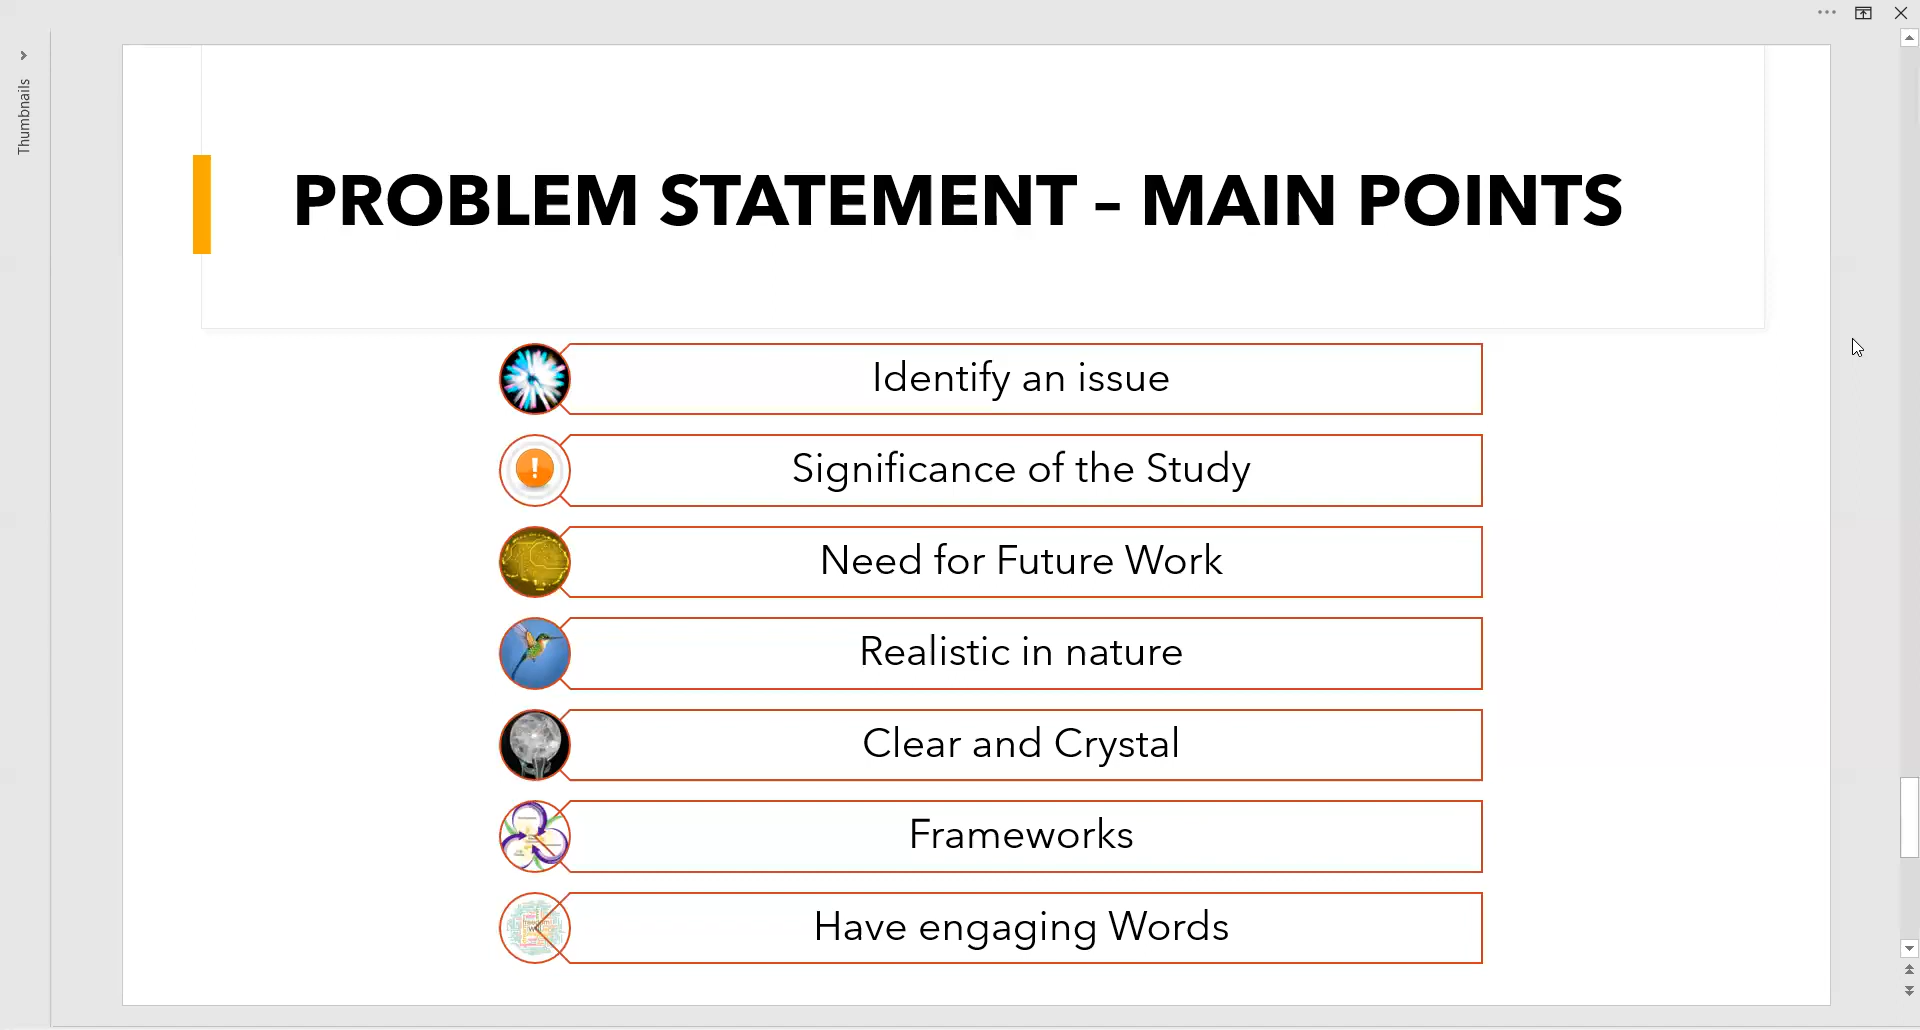 Thumbnails
PROBLEM STATEMENT – MAIN POINTS
Identify an issue
Significance of the Study
Need for Future Work
Realistic in nature
Clear and Crystal
Frameworks
Have engaging Words